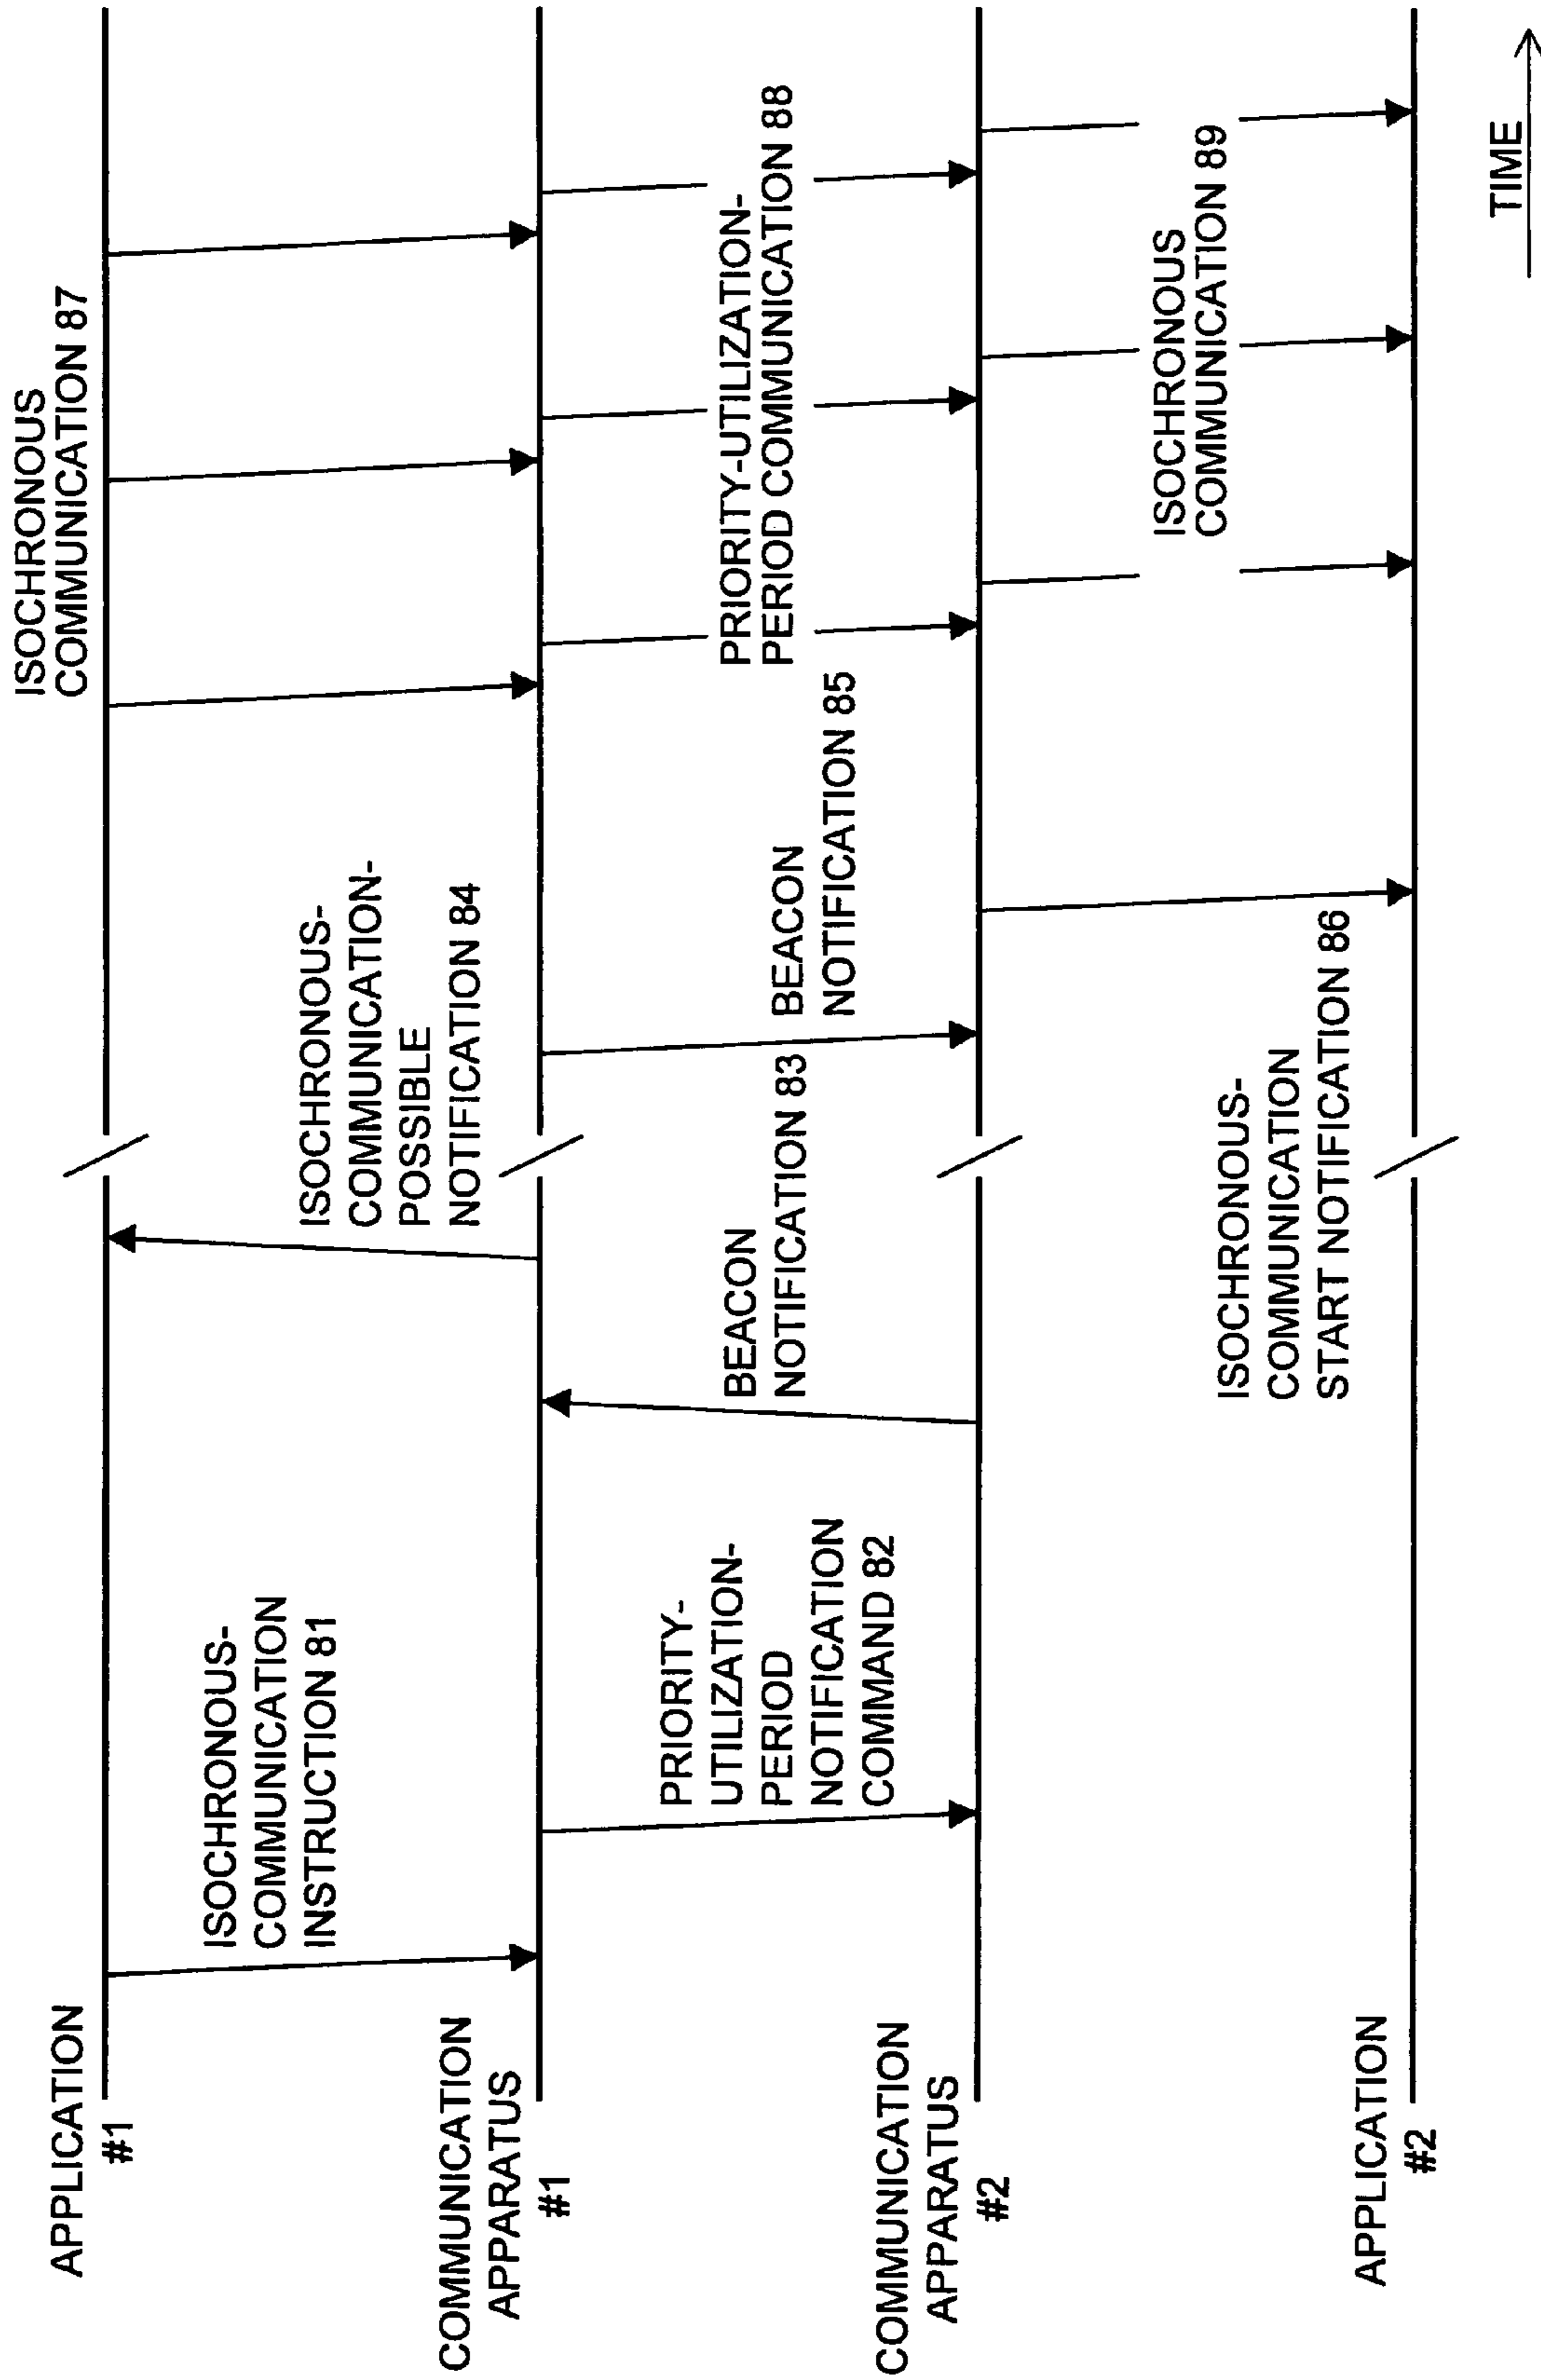 APPLICATION
#1
COMMUNICATION
APPARATUS
#1
COMMUNICATION
APPARATUS
#2
APPLICATION
#2
ISOCHRONOUS-
COMMUNICATION
INSTRUCTION 81
PRIORITY-
UTILIZATION-
PERIOD
NOTIFICATION
COMMAND 82
BEACON
NOTIFICATION 83
ISOCHRONOUS-
COMMUNICATION-
POSSIBLE
NOTIFICATION 84
BEACON
NOTIFICATION 85
ISOCHRONOUS-
COMMUNICATION
START NOTIFICATION 86
ISOCHRONOUS
COMMUNICATION 87
PRIORITY-UTILIZATION-
PERIOD COMMUNICATION 88
ISOCHRONOUS
COMMUNICATION 89
TIME